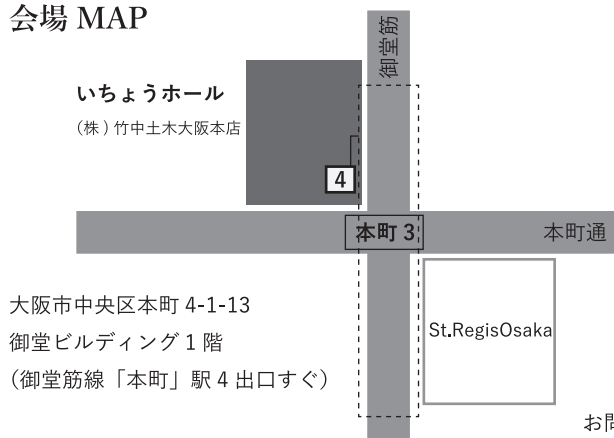 会場 MAP
御堂筋
いちょうホール
(株)竹中土木大阪本店
4
本町 3
本町通
大阪市中央区本町 4-1-13
御堂ビルディング 1 階
(御堂筋線「本町」駅 4 出口すぐ)
St.RegisOsaka
お問